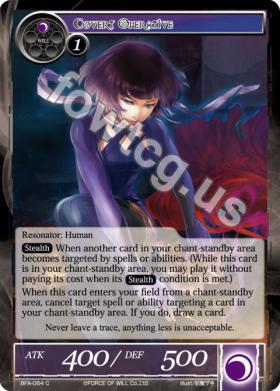 Covert Operative
WILL
1
fowtcg.us
Resonator: Human
Stealth When another card in your chant-standby area
becomes targeted by spells or abilities. (While this card
is in your chant-standby area, you may play it without
paying its cost when its Stealth condition is met.)
When this card enters your field from a chant-standby
area, cancel target spell or ability targeting a card in
your chant-standby area. If you do, draw a card.
Never leave a trace, anything less is unacceptable.
ATK 400/ DEF 500
BFA-064 C ©FORCE OF WILL Co.,Ltd.